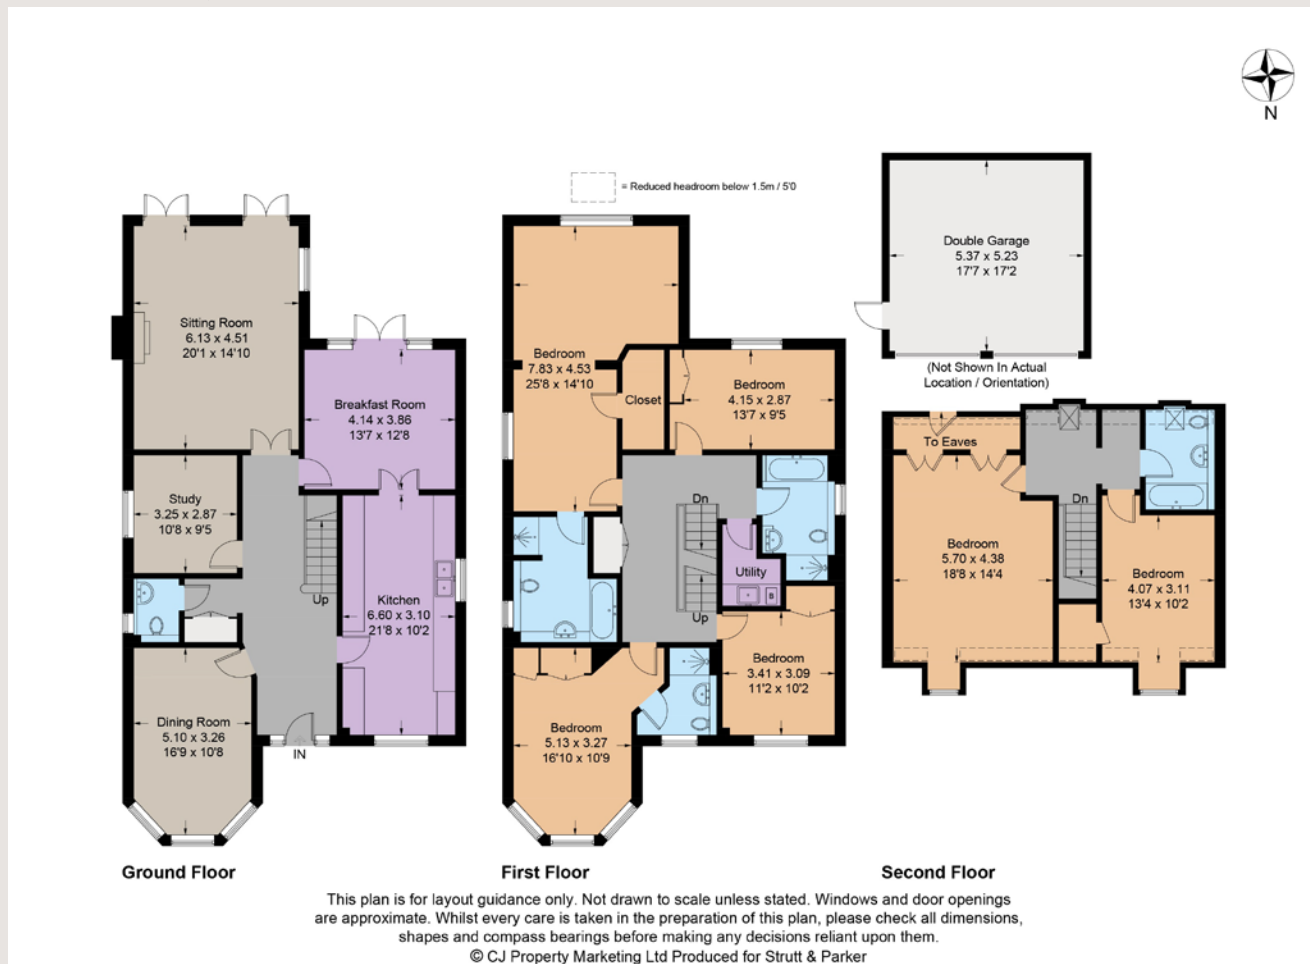 N
= Reduced headroom below 1.5m / 5'0
Sitting Room
6.13 x 4.51
20'1 x 14'10
Breakfast Room
4.14 x 3.86
13'7 x 12'8
Study
3.25 x 2.87
10'8 x 9'5
Up
Kitchen
6.60 x 3.10
21'8 x 10'2
Dining Room
5.10 x 3.26
16'9 x 10'8
IN
Ground Floor
Bedroom
7.83 x 4.53
25'8 x 14'10
Closet
Bedroom
4.15 x 2.87
13'7 x 9'5
Dn
Utility
B
Up
Bedroom
3.41 x 3.09
11'2 x 10'2
Bedroom
5.13 x 3.27
16'10 x 10'9
First Floor
Double Garage
5.37 x 5.23
17'7 x 17'2
(Not Shown In Actual
Location / Orientation)
To Eaves
Dn
Bedroom
5.70 x 4.38
18'8 x 14'4
Bedroom
4.07 x 3.11
13'4 x 10'2
Second Floor
This plan is for layout guidance only. Not drawn to scale unless stated. Windows and door openings
are approximate. Whilst every care is taken in the preparation of this plan, please check all dimensions,
shapes and compass bearings before making any decisions reliant upon them.
© CJ Property Marketing Ltd Produced for Strutt & Parker